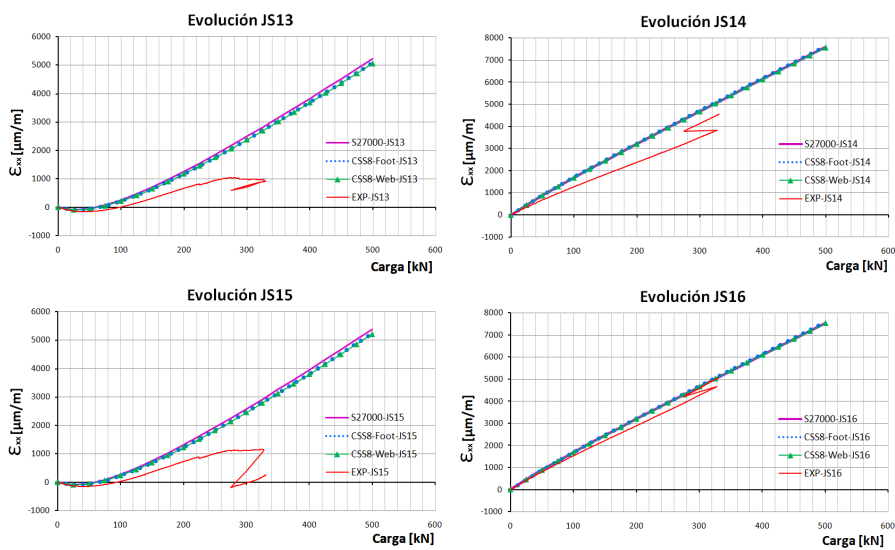 Evolución JS13
6000
5000
4000
3000
2000
1000
0
-1000
0 100 200 300 400 500 600
εxx [µm/m]
Carga [kN]
S27000-JS13
CSS8-Foot-JS13
CSS8-Web-JS13
EXP-JS13
Evolución JS14
8000
7000
6000
5000
4000
3000
2000
1000
0
-1000
0 100 200 300 400 500 600
εxx [µm/m]
Carga [kN]
S27000-JS14
CSS8-Foot-JS14
CSS8-Web-JS14
EXP-JS14
Evolución JS15
6000
5000
4000
3000
2000
1000
0
-1000
0 100 200 300 400 500 600
εxx [µm/m]
Carga [kN]
S27000-JS15
CSS8-Foot-JS15
CSS8-Web-JS15
EXP-JS15
Evolución JS16
8000
7000
6000
5000
4000
3000
2000
1000
0
-1000
0 100 200 300 400 500 600
εxx [µm/m]
Carga [kN]
S27000-JS16
CSS8-Foot-JS16
CSS8-Web-JS16
EXP-JS16